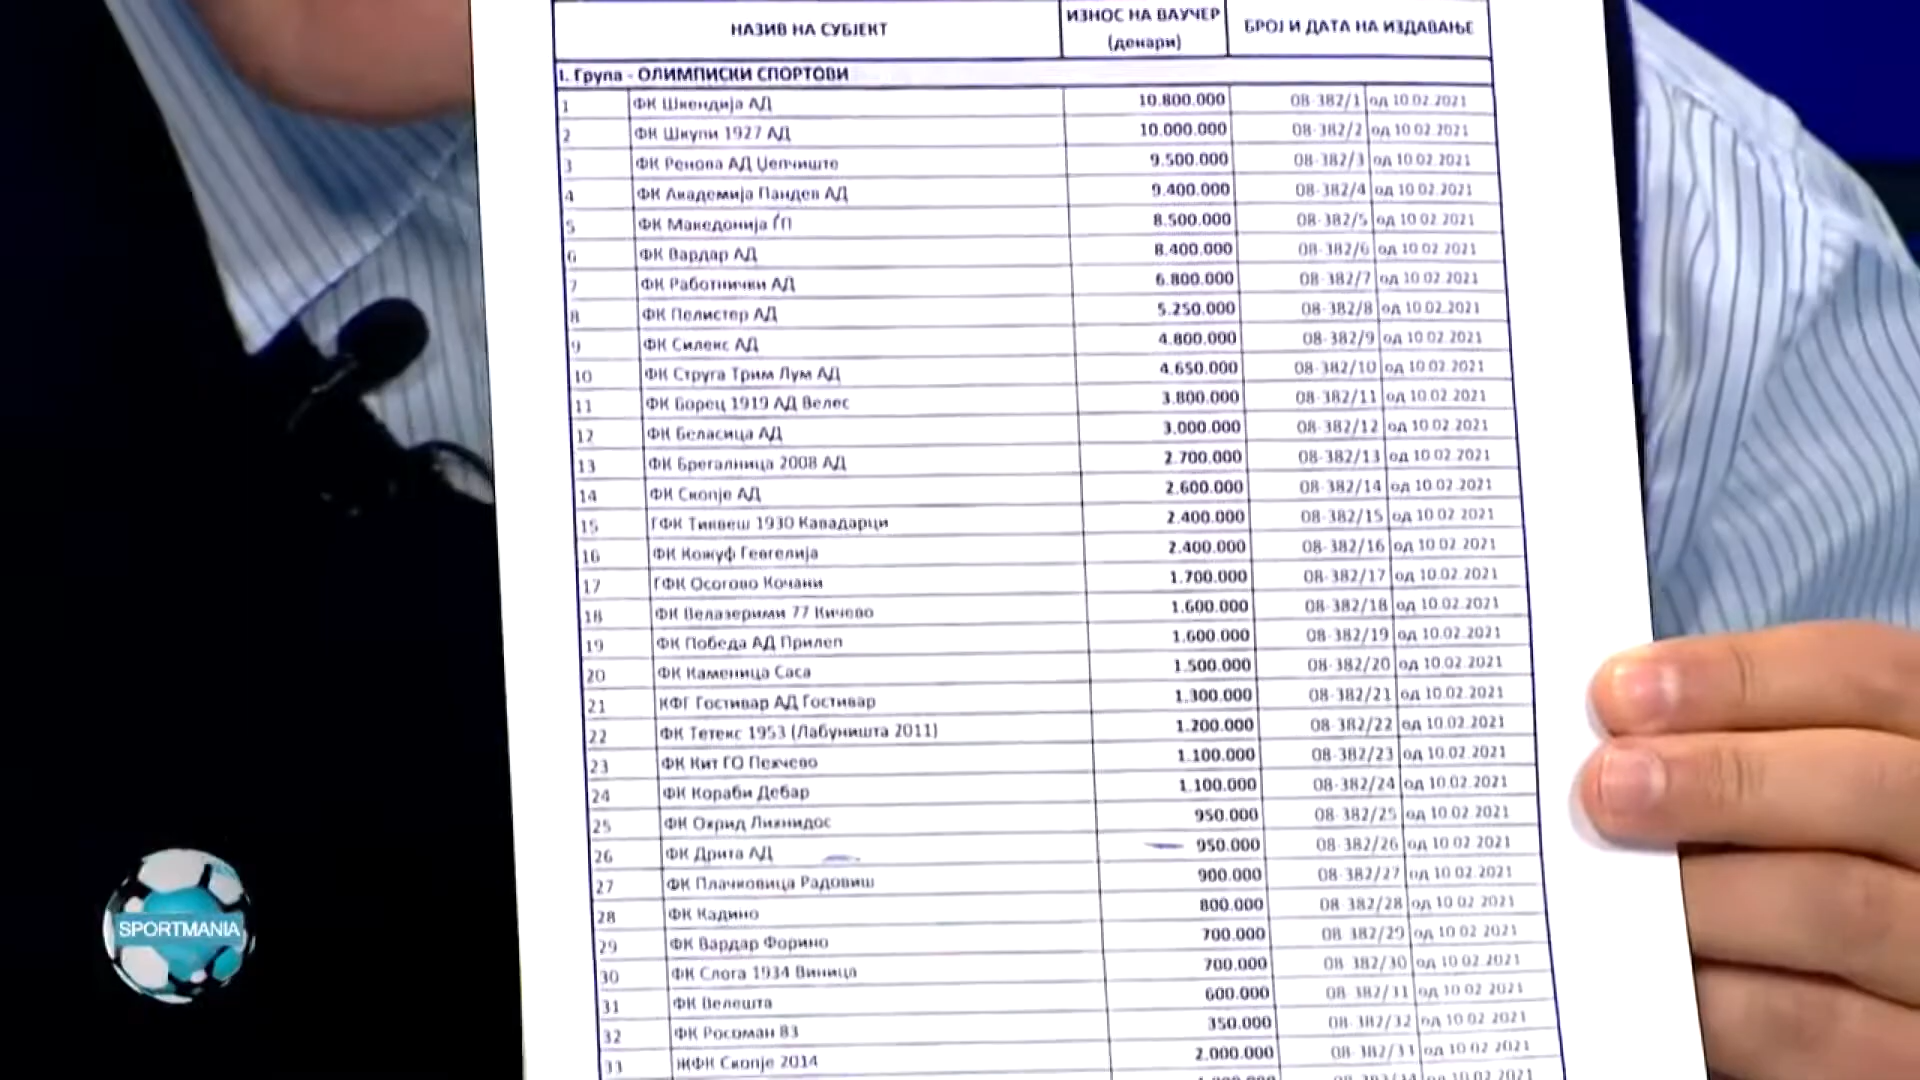 НАЗИВ НА СУБЈЕКТ ИЗНОС НА ВАУЧЕР (денари) БРОЈ И ДАТА НА ИЗДАВАЊЕ
I. Група - ОЛИМПИСКИ СПОРТОВИ
1 ФК Шкендија АД 10.800.000 08-382/1 од 10.02.2021
2 ФК Шкупи 1927 АД 10.000.000 08-382/2 од 10.02.2021
3 ФК Ренова АД Џепчиште 9.500.000 08-382/3 од 10.02.2021
4 ФК Академија Пандев АД 9.400.000 08-382/4 од 10.02.2021
5 ФК Македонија ЃП 8.500.000 08-382/5 од 10.02.2021
6 ФК Вардар АД 8.400.000 08-382/6 од 10.02.2021
7 ФК Работнички АД 6.800.000 08-382/7 од 10.02.2021
8 ФК Пелистер АД 5.250.000 08-382/8 од 10.02.2021
9 ФК Силекс АД 4.800.000 08-382/9 од 10.02.2021
10 ФК Струга Трим Лум АД 4.650.000 08-382/10 од 10.02.2021
11 ФК Борец 1919 АД Велес 3.800.000 08-382/11 од 10.02.2021
12 ФК Беласица АД 3.000.000 08-382/12 од 10.02.2021
13 ФК Брегалница 2008 АД 2.700.000 08-382/13 од 10.02.2021
14 ФК Скопје АД 2.600.000 08-382/14 од 10.02.2021
15 ГФК Тиквеш 1930 Кавадарци 2.400.000 08-382/15 од 10.02.2021
16 ФК Кожуф Гевгелија 2.400.000 08-382/16 од 10.02.2021
17 ГФК Осогово Кочани 1.700.000 08-382/17 од 10.02.2021
18 ФК Велазерими 77 Кичево 1.600.000 08-382/18 од 10.02.2021
19 ФК Победа АД Прилеп 1.600.000 08-382/19 од 10.02.2021
20 ФК Каменица Саса 1.500.000 08-382/20 од 10.02.2021
21 КФГ Гостивар АД Гостивар 1.300.000 08-382/21 од 10.02.2021
22 ФК Тетекс 1953 (Лабуништа 2011) 1.200.000 08-382/22 од 10.02.2021
23 ФК Кит ГО Пехчево 1.100.000 08-382/23 од 10.02.2021
24 ФК Кораби Дебар 1.100.000 08-382/24 од 10.02.2021
25 ФК Охрид Лихнидос 950.000 08-382/25 од 10.02.2021
26 ФК Дрита АД 950.000 08-382/26 од 10.02.2021
27 ФК Плачковица Радовиш 900.000 08-382/27 од 10.02.2021
28 ФК Кадино 800.000 08-382/28 од 10.02.2021
29 ФК Вардар Форино 700.000 08-382/29 од 10.02.2021
30 ФК Слога 1934 Виница 700.000 08-382/30 од 10.02.2021
31 ФК Велешта 600.000 08-382/31 од 10.02.2021
32 ФК Росоман 83 350.000 08-382/32 од 10.02.2021
33 ЖФК Скопје 2014 2.000.000 08-382/33 од 10.02.2021
SPORTMANIA